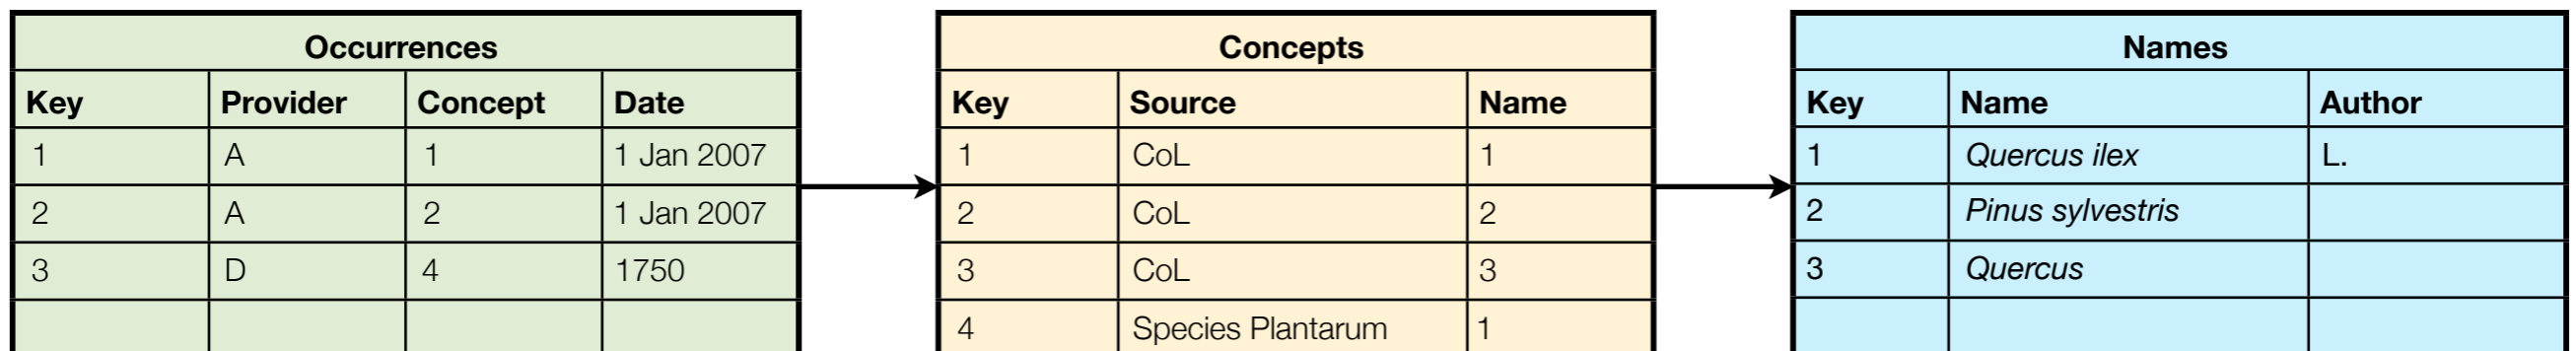 Occurrences
Key Provider Concept Date
1 A 1 1 Jan 2007
2 A 2 1 Jan 2007
3 D 4 1750
Concepts
Key Source Name
1 CoL 1
2 CoL 2
3 CoL 3
4 Species Plantarum 1
Names
Key Name Author
1 Quercus ilex L.
2 Pinus sylvestris
3 Quercus